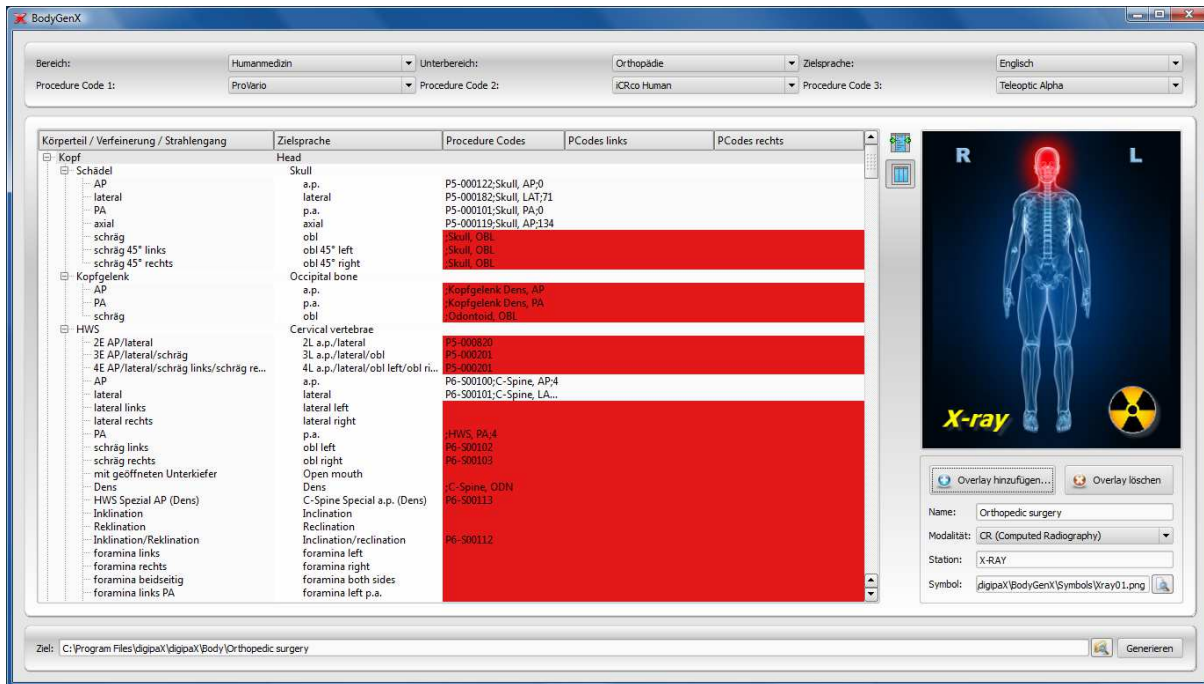 BodyGenX
Bereich: Humanmedizin Unterbereich: Orthopädie Zielsprache: Englisch
Procedure Code 1: ProVario Procedure Code 2: iCRco Human Procedure Code 3: Teleoptic Alpha
Körperteil / Verfeinerung / Strahlengang Zielsprache Procedure Codes PCodes links PCodes rechts
Kopf Head
Schädel Skull
AP a.p. P5-000122;Skull, AP;0
lateral lateral P5-000182;Skull, LAT;71
PA p.a. P5-000101;Skull, PA;0
axial axial P5-000119;Skull, AP;134
schräg obl ;Skull, OBL
schräg 45° links obl 45° left ;Skull, OBL
schräg 45° rechts obl 45° right ;Skull, OBL
Kopfgelenk Occipital bone
AP a.p. ;Kopfgelenk Dens, AP
PA p.a. ;Kopfgelenk Dens, PA
schräg obl ;Odontoid, OBL
HWS Cervical vertebrae
2E AP/lateral 2L a.p./lateral P5-000820
3E AP/lateral/schräg 3L a.p./lateral/obl P5-000201
4E AP/lateral/schräg links/schräg re... 4L a.p./lateral/obl left/obl ri... P5-000201
AP a.p. P6-S00100;C-Spine, AP;4
lateral lateral P6-S00101;C-Spine, LA...
lateral links lateral left
lateral rechts lateral right
PA p.a. ;HWS, PA;4
schräg links obl left P6-S00102
schräg rechts obl right P6-S00103
mit geöffneten Unterkiefer Open mouth
Dens Dens ;C-Spine, ODN
HWS Spezial AP (Dens) C-Spine Special a.p. (Dens) P6-S00113
Inklination Inclination
Reklination Reclination
Inklination/Reklination Inclination/reclination P6-S00112
foramina links foramina left
foramina rechts foramina right
foramina beidseitig foramina both sides
foramina links PA foramina left p.a.
R L
X-ray
Overlay hinzufügen... Overlay löschen
Name: Orthopedic surgery
Modalität: CR (Computed Radiography)
Station: X-RAY
Symbol: digipaX\BodyGenX\Symbols\Xray01.png
Ziel: C:\Program Files\digipaX\digipaX\Body\Orthopedic surgery Generieren